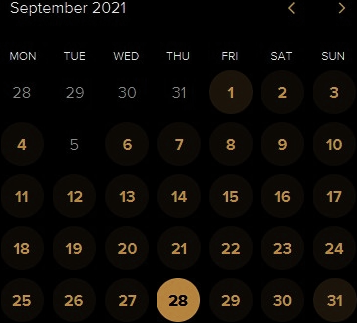 September 2021
MON TUE WED THU FRI SAT SUN
28 29 30 31 1 2 3
4 5 6 7 8 9 10
11 12 13 14 15 16 17
18 19 20 21 22 23 24
25 26 27 28 29 30 31